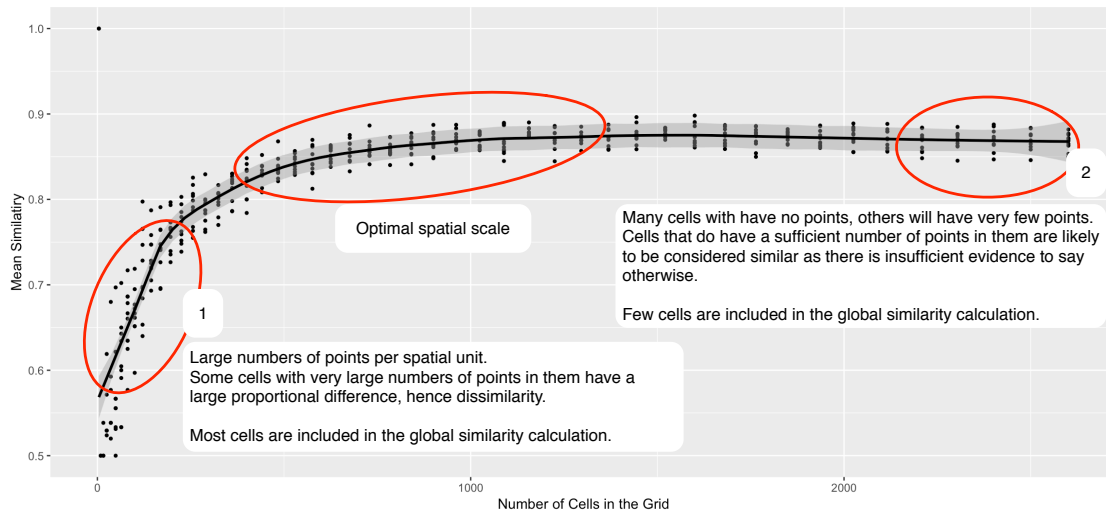 1.0
0.9
0.8
0.7
0.6
0.5
Mean Similatiry
Optimal spatial scale
1
Large numbers of points per spatial unit.
Some cells with very large numbers of points in them have a
large proportional difference, hence dissimilarity.
Most cells are included in the global similarity calculation.
2
Many cells with have no points, others will have very few points.
Cells that do have a sufficient number of points in them are likely
to be considered similar as there is insufficient evidence to say
otherwise.
Few cells are included in the global similarity calculation.
0
1000
2000
Number of Cells in the Grid